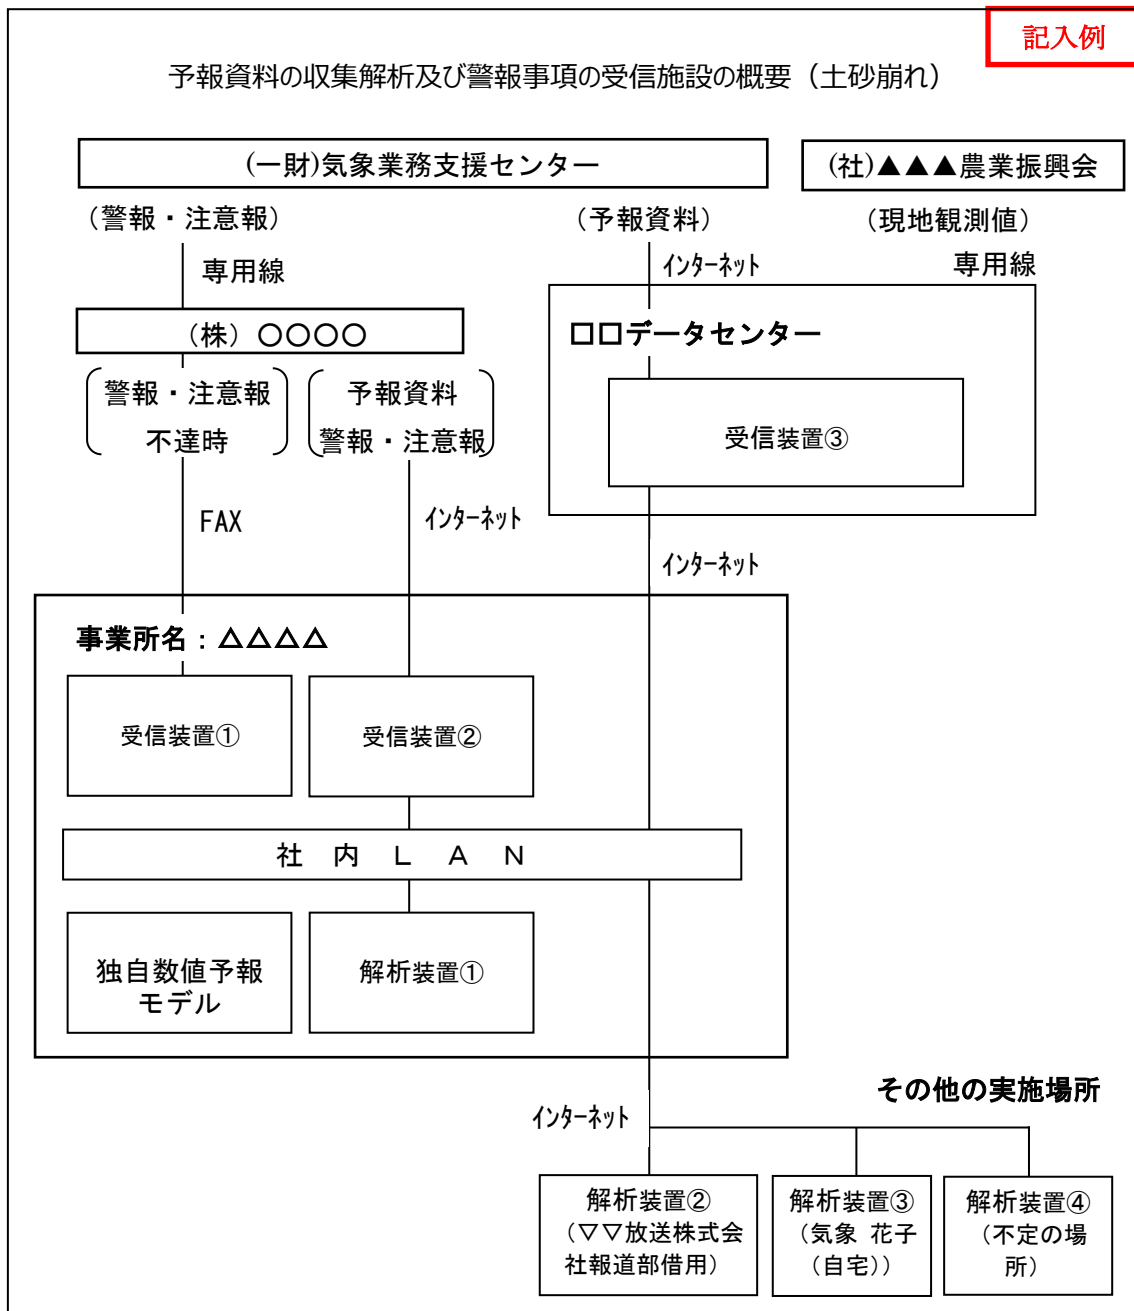 記入例
予報資料の収集解析及び警報事項の受信施設の概要（土砂崩れ）
(一財)気象業務支援センター
(社)▲▲▲農業振興会
（警報・注意報）
（予報資料）
（現地観測値）
専用線
ｲﾝﾀｰﾈｯﾄ
専用線
（株）○○○○
□□データセンター
警報・注意報
不達時
予報資料
警報・注意報
受信装置③
FAX
ｲﾝﾀｰﾈｯﾄ
ｲﾝﾀｰﾈｯﾄ
事業所名：△△△△
受信装置①
受信装置②
社内ＬＡＮ
独自数値予報
モデル
解析装置①
その他の実施場所
ｲﾝﾀｰﾈｯﾄ
解析装置②
（▽▽放送株式会
社報道部借用）
解析装置③
（気象 花子
（自宅））
解析装置④
（不定の場
所）